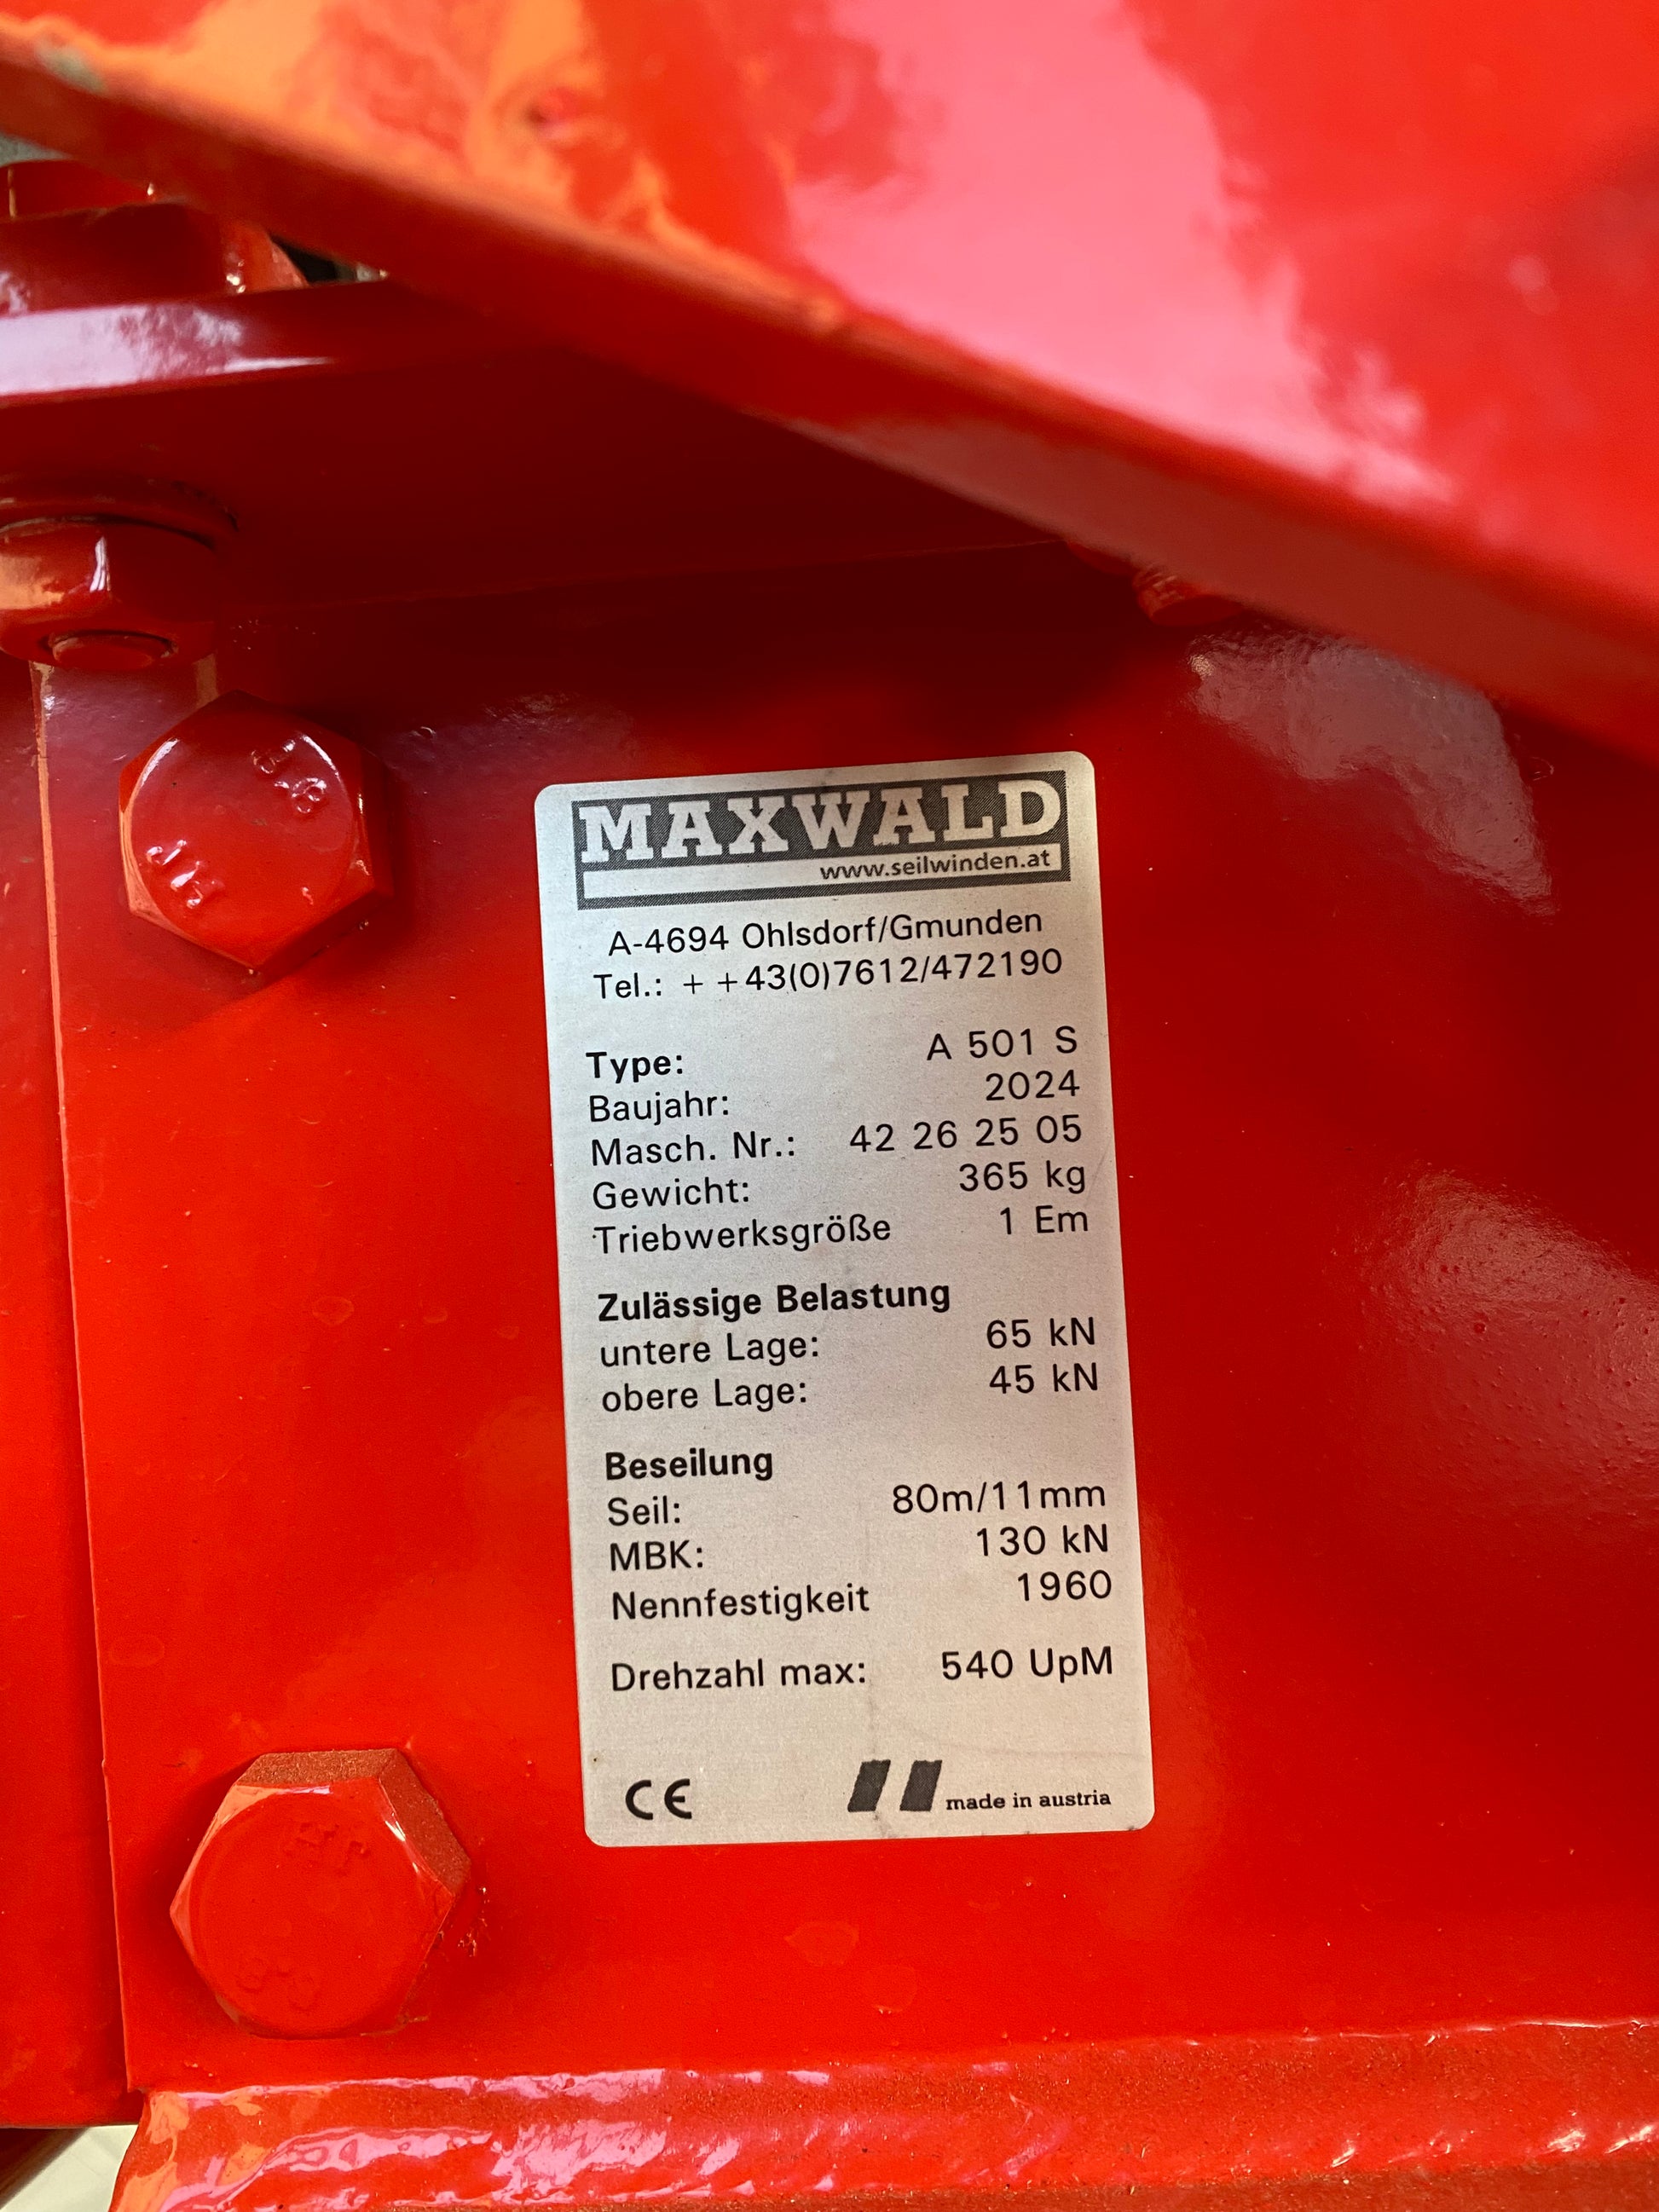 MAXWALD
www.seilwinden.at
A-4694 Ohlsdorf/Gmunden
Tel.: ++43(0)7612/472190
Type: A 501 S
Baujahr: 2024
Masch. Nr.: 42 26 25 05
Gewicht: 365 kg
Triebwerksgröße 1 Em
Zulässige Belastung
untere Lage: 65 kN
obere Lage: 45 kN
Beseilung
Seil: 80m/11mm
MBK: 130 kN
Nennfestigkeit 1960
Drehzahl max: 540 UpM
CE made in austria
8.8